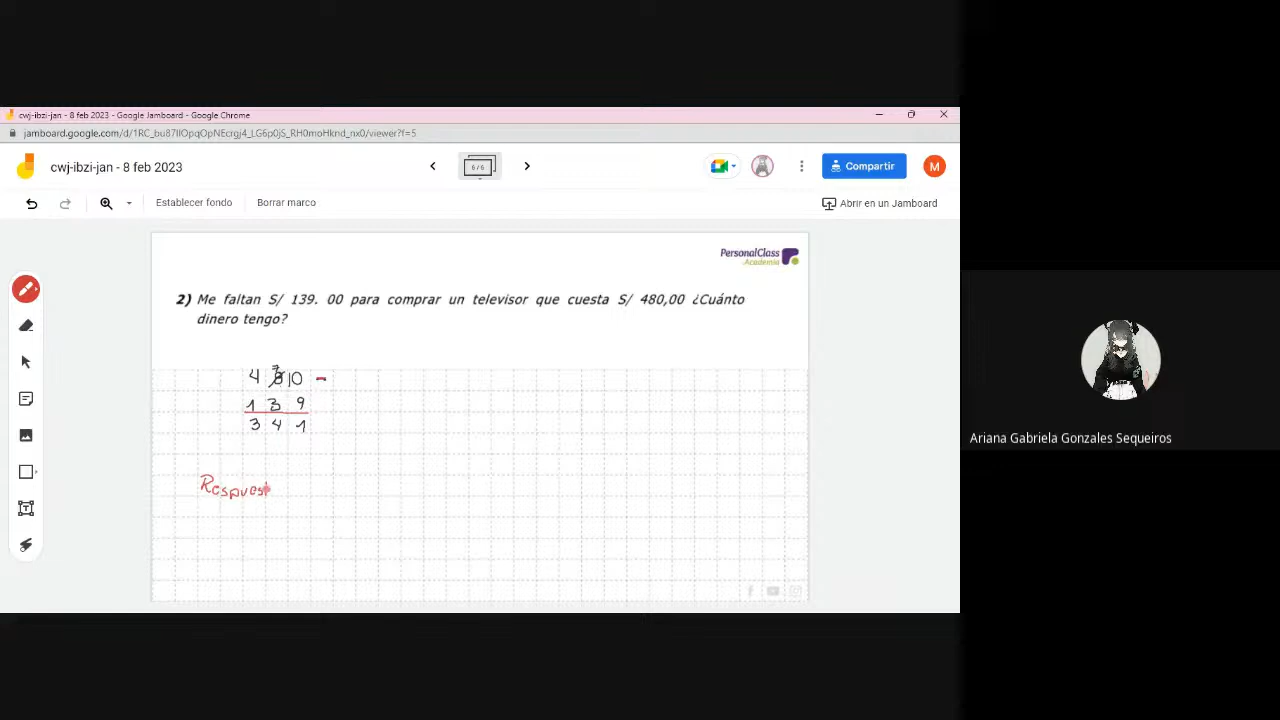 cwj-ibzi-jan - 8 feb 2023 - Google Jamboard - Google Chrome
jamboard.google.com/d/1RC_bu87IIOpqOpNEcrgj4_LG6p0jS_RH0moHknd_nx0/viewer?f=5
cwj-ibzi-jan - 8 feb 2023
6 / 6
Compartir
M
Establecer fondo
Borrar marco
Abrir en un Jamboard
PersonalClass
Academia
2) Me faltan S/ 139. 00 para comprar un televisor que cuesta S/ 480,00 ¿Cuánto
dinero tengo?
7
4 8 10 -
1 3 9
3 4 1
Respuest
Ariana Gabriela Gonzales Sequeiros